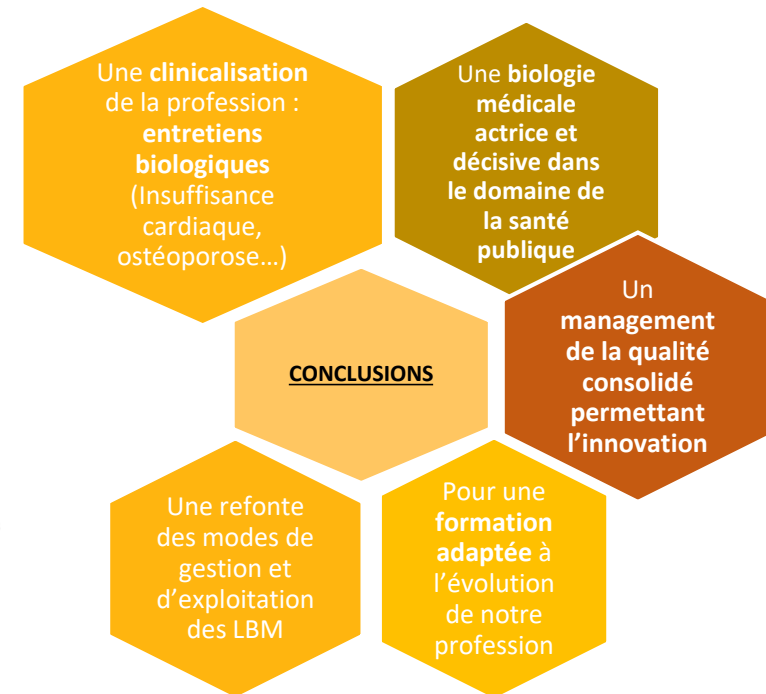 Une clinicalisation
de la profession :
entretiens
biologiques
(Insuffisance
cardiaque,
ostéoporose…)
Une biologie
médicale
actrice et
décisive dans
le domaine de
la santé
publique
Un
management
de la qualité
consolidé
permettant
l’innovation
CONCLUSIONS
Une refonte
des modes de
gestion et
d’exploitation
des LBM
Pour une
formation
adaptée à
l’évolution
de notre
profession